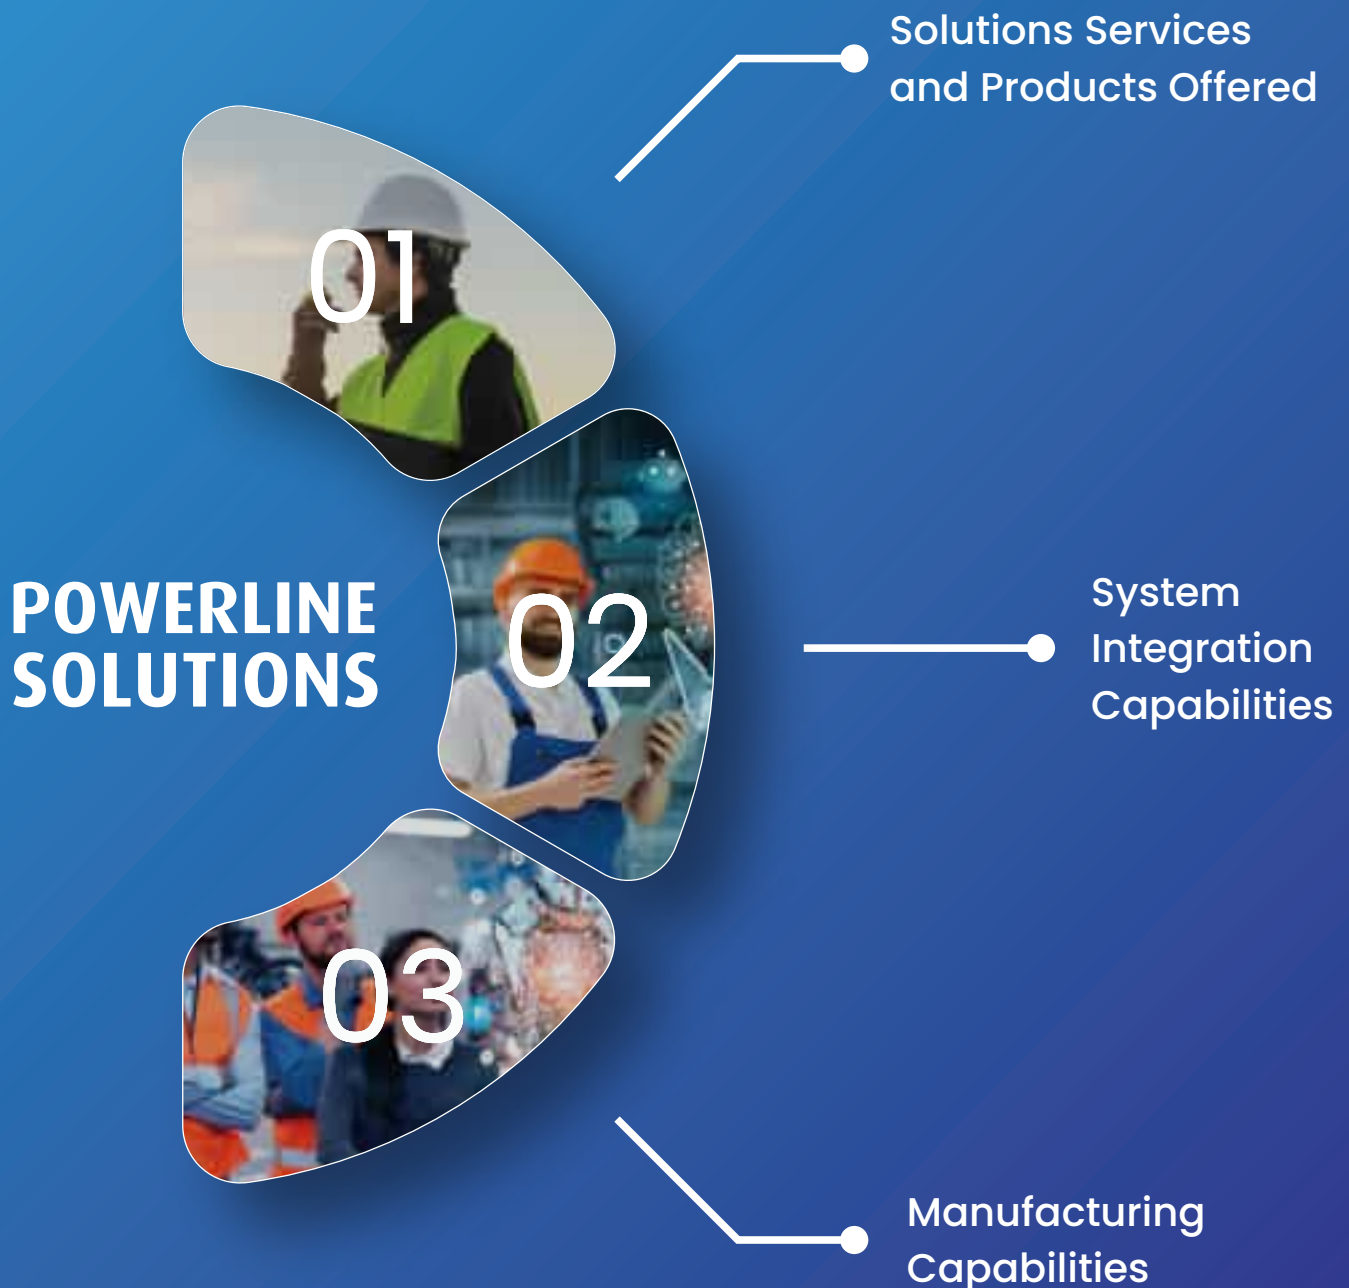 Solutions Services
and Products Offered
01
POWERLINE
SOLUTIONS
02
System
Integration
Capabilities
03
Manufacturing
Capabilities